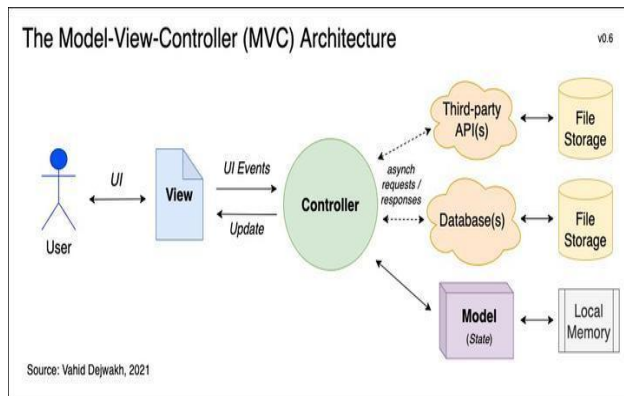 The Model-View-Controller (MVC) Architecture
v0.6
User
UI
View
UI Events
Update
Controller
asynch
requests /
responses
Third-party
API(s)
File
Storage
Database(s)
File
Storage
Model
(State)
Local
Memory
Source: Vahid Dejwakh, 2021